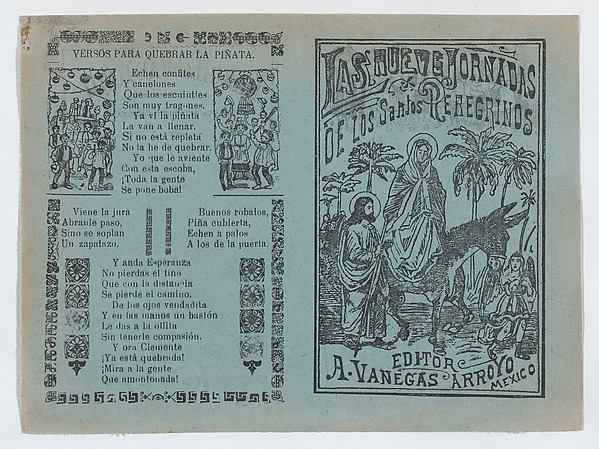 VERSOS PARA QUEBRAR LA PIÑATA.
Echen confites
Y canelones
Que los escuintles
Son muy tragones.
Ya ví la piñata
La van a llenar.
Si no está repleta
No la he de quebrar.
Yo que le aviente
Con esta escoba,
¡Toda la gente
Se pone boba!
Viene la jura
Abranle paso,
Sino se soplan
Un zapatazo.
Buenos robalos,
Piña cubierta,
Echen a palos
A los de la puerta.
Y anda Esperanza
No pierdas el tino
Que con la distancia
Se pierde el camino.
De los ojos vendadita
Y en las manos un bastón
Le das a la ollita
Sin tenerle compasión.
Y ora Clemente
¡Ya está quebrada!
¡Mira a la gente
Que amontonada!
LAS NUEVE JORNADAS
DE LOS Santos PEREGRINOS
EDITOR
A. VANEGAS ARROYO
MEXICO